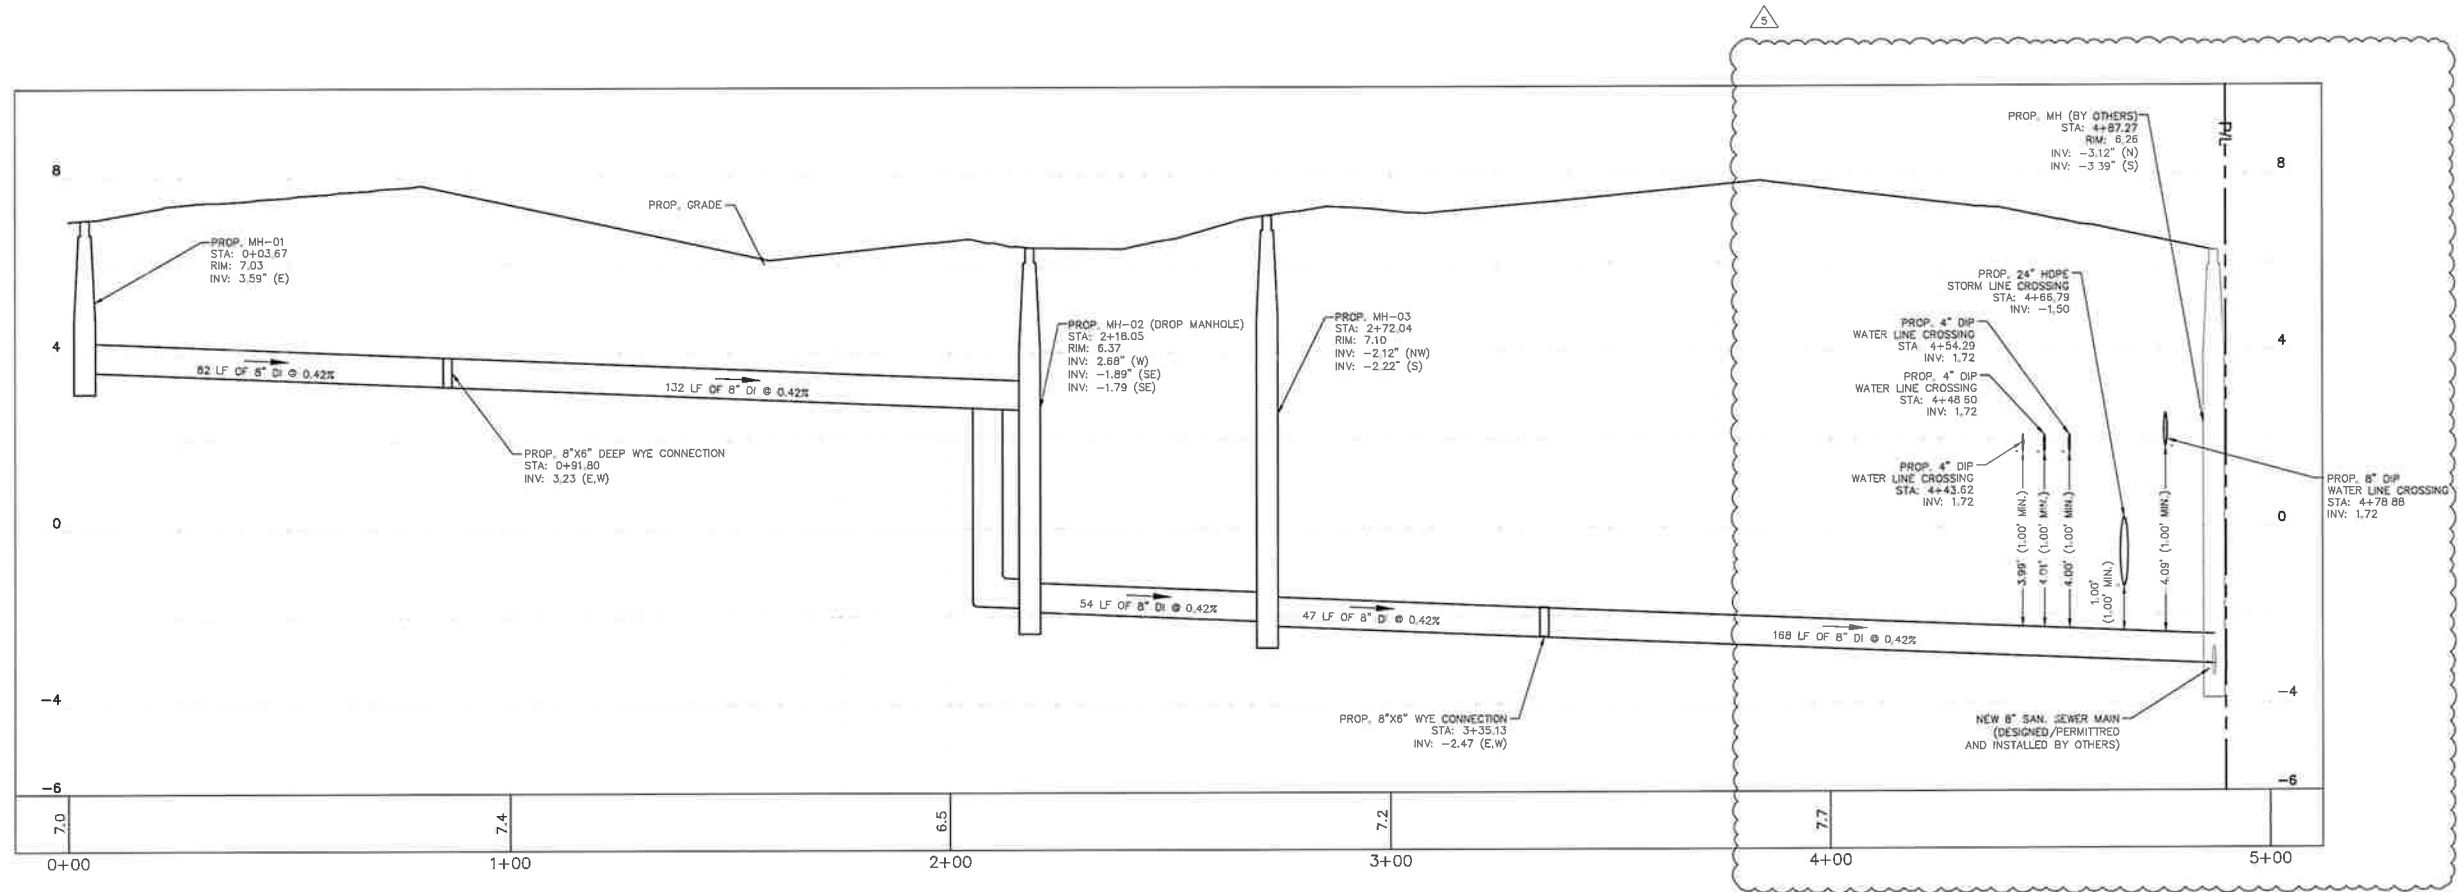 5
PROP. MH (BY OTHERS)
STA: 4+87.27
RIM: 6.26
INV: -3.12" (N)
INV: -3.39" (S)
P/L
8
8
PROP. GRADE
PROP. MH-01
STA: 0+03.67
RIM: 7.03
INV: 3.59" (E)
PROP. 24" HDPE
STORM LINE CROSSING
STA: 4+66.79
INV: -1.50
PROP. MH-02 (DROP MANHOLE)
STA: 2+18.05
RIM: 6.37
INV: 2.68" (W)
INV: -1.89" (SE)
INV: -1.79 (SE)
PROP. MH-03
STA: 2+72.04
RIM: 7.10
INV: -2.12" (NW)
INV: -2.22" (S)
PROP. 4" DIP
WATER LINE CROSSING
STA 4+54.29
INV: 1.72
4
4
82 LF OF 8" DI @ 0.42%
132 LF OF 8" DI @ 0.42%
PROP. 4" DIP
WATER LINE CROSSING
STA: 4+48.50
INV: 1.72
PROP. 8"X6" DEEP WYE CONNECTION
STA: 0+91.80
INV: 3.23 (E,W)
PROP. 4" DIP
WATER LINE CROSSING
STA: 4+43.62
INV: 1.72
PROP. 8" DIP
WATER LINE CROSSING
STA: 4+78.88
INV: 1.72
0
0
3.99' (1.00' MIN.)
4.01' (1.00' MIN.)
4.00' (1.00' MIN.)
1.00'
(1.00' MIN.)
4.09' (1.00' MIN.)
54 LF OF 8" DI @ 0.42%
47 LF OF 8" DI @ 0.42%
168 LF OF 8" DI @ 0.42%
-4
-4
PROP. 8"X6" WYE CONNECTION
STA: 3+35.13
INV: -2.47 (E,W)
NEW 8" SAN. SEWER MAIN
(DESIGNED/PERMITTRED
AND INSTALLED BY OTHERS)
-6
-6
7.0
7.4
6.5
7.2
7.7
0+00
1+00
2+00
3+00
4+00
5+00